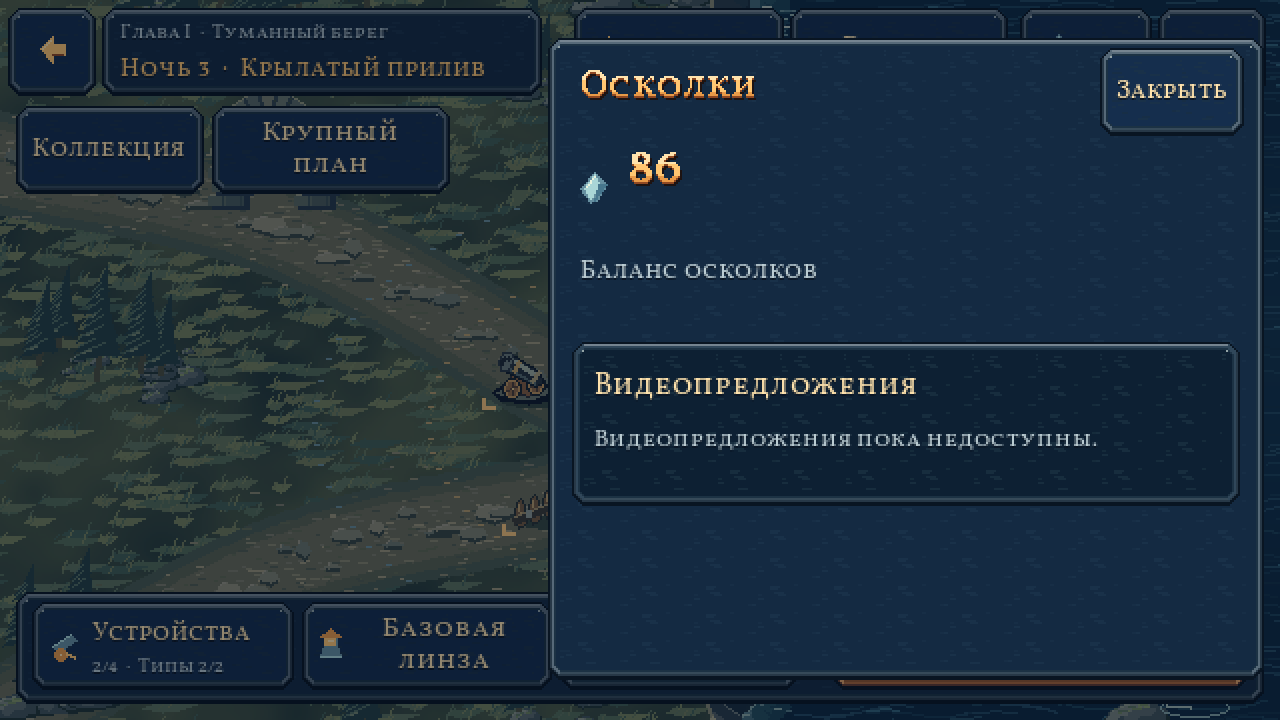 Глава I · Туманный берег
Ночь 3 · Крылатый прилив
Коллекция
Крупный
план
Осколки
Закрыть
86
Баланс осколков
Видеопредложения
Видеопредложения пока недоступны.
Устройства
2/4 · Типы 2/2
Базовая
линза